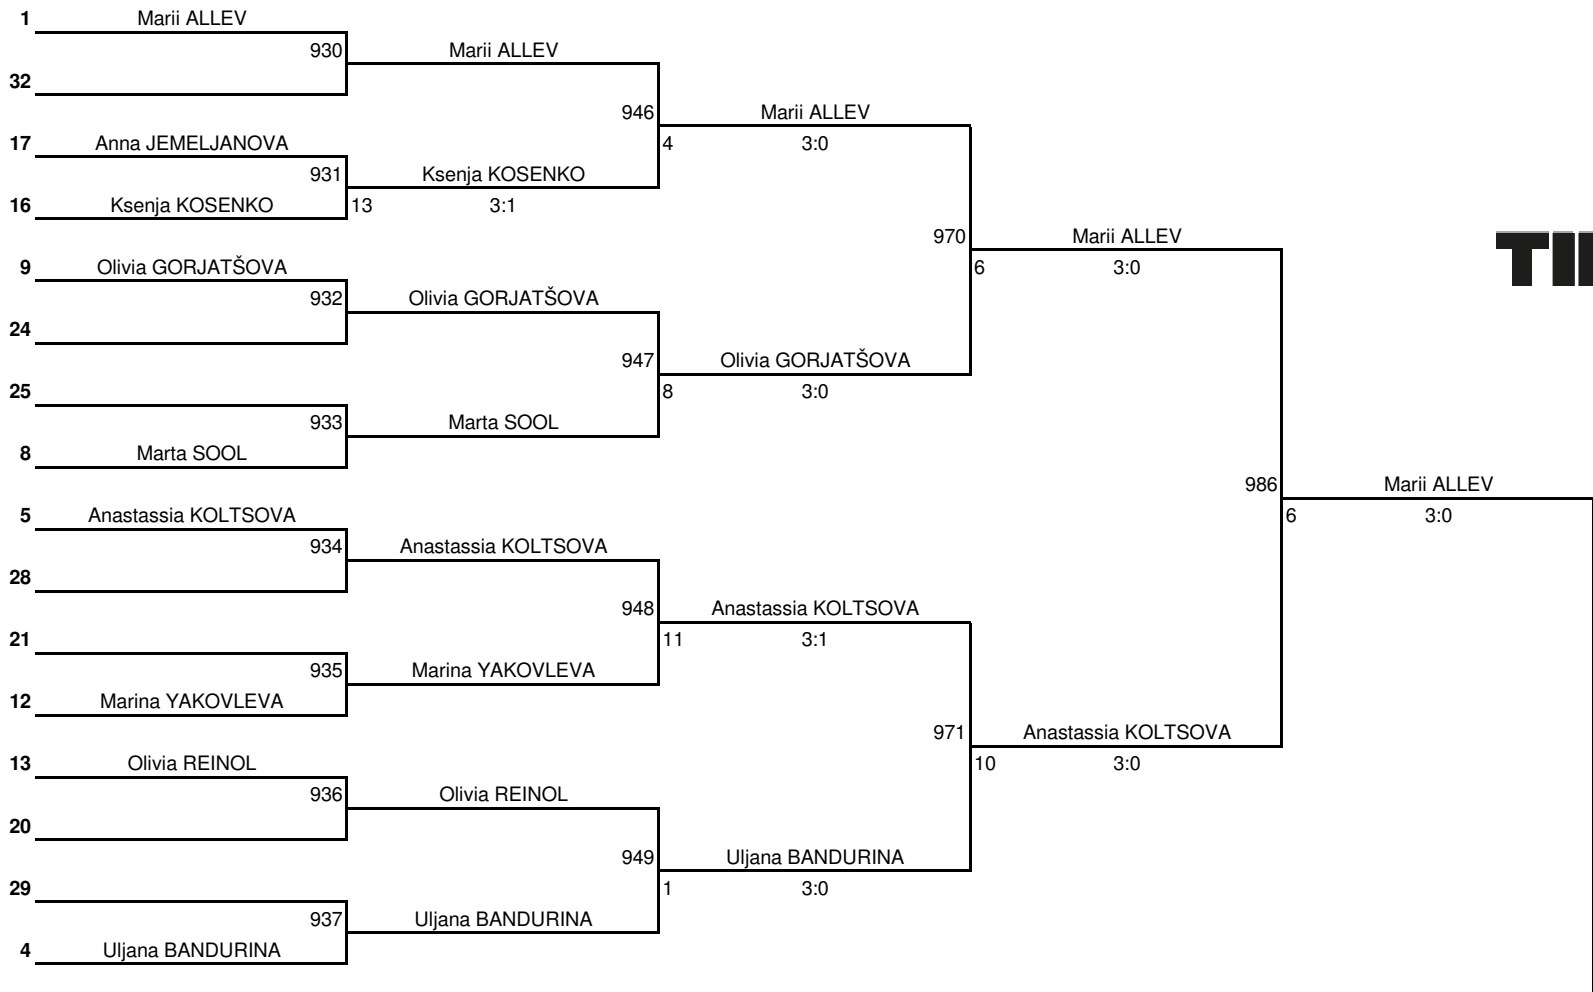 1 Marii ALLEV
930 Marii ALLEV
32
946 Marii ALLEV
17 Anna JEMELJANOVA
4 3:0
931 Ksenja KOSENKO
16 Ksenja KOSENKO 13 3:1
970 Marii ALLEV
9 Olivia GORJATŠOVA
6 3:0
932 Olivia GORJATŠOVA
24
947 Olivia GORJATŠOVA
25
8 3:0
933 Marta SOOL
8 Marta SOOL
986 Marii ALLEV
5 Anastassia KOLTSOVA
6 3:0
934 Anastassia KOLTSOVA
28
948 Anastassia KOLTSOVA
21
11 3:1
935 Marina YAKOVLEVA
12 Marina YAKOVLEVA
971 Anastassia KOLTSOVA
13 Olivia REINOL
10 3:0
936 Olivia REINOL
20
949 Uljana BANDURINA
29
1 3:0
937 Uljana BANDURINA
4 Uljana BANDURINA